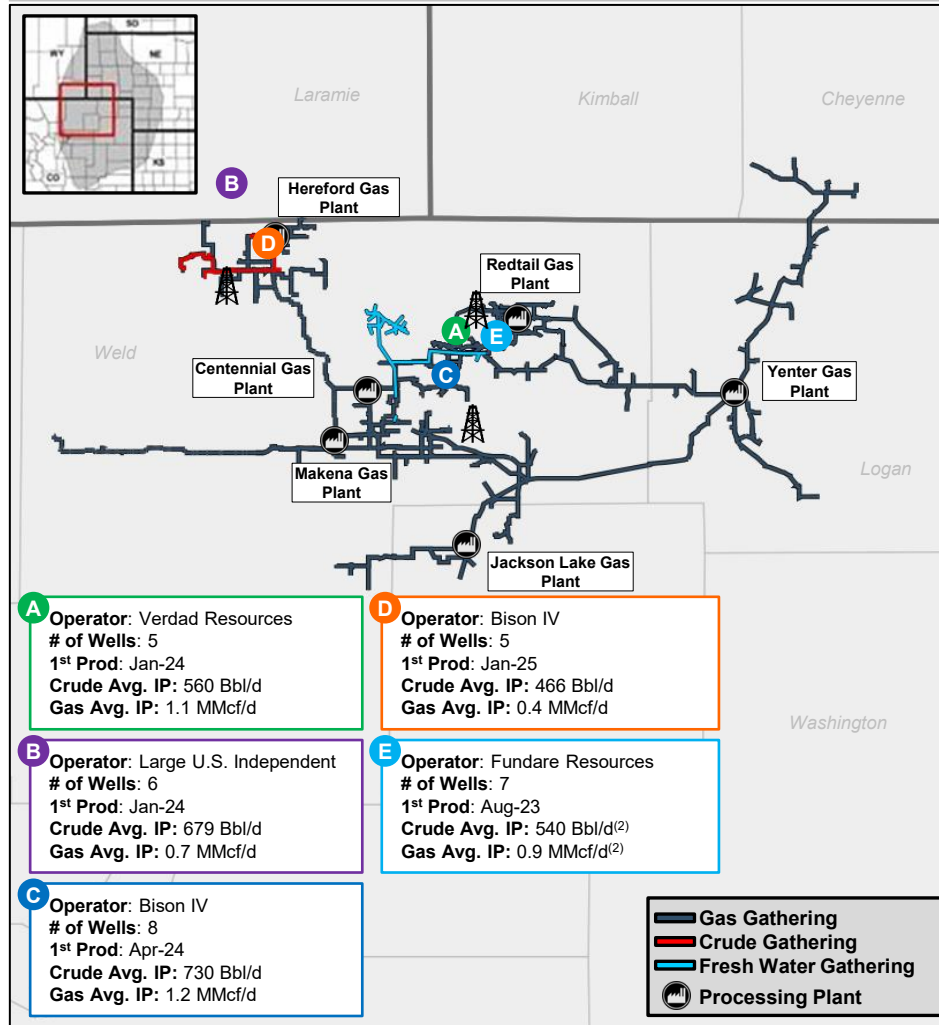 SD
WY
NE
KS
CO
Laramie
Kimball
Cheyenne
B
Hereford Gas
Plant
D
Redtail Gas
Plant
A
E
Weld
Centennial Gas
Plant
C
Yenter Gas
Plant
Makena Gas
Plant
Logan
Jackson Lake Gas
Plant
A
Operator: Verdad Resources
# of Wells: 5
1st Prod: Jan-24
Crude Avg. IP: 560 Bbl/d
Gas Avg. IP: 1.1 MMcf/d
D
Operator: Bison IV
# of Wells: 5
1st Prod: Jan-25
Crude Avg. IP: 466 Bbl/d
Gas Avg. IP: 0.4 MMcf/d
Washington
B
Operator: Large U.S. Independent
# of Wells: 6
1st Prod: Jan-24
Crude Avg. IP: 679 Bbl/d
Gas Avg. IP: 0.7 MMcf/d
E
Operator: Fundare Resources
# of Wells: 7
1st Prod: Aug-23
Crude Avg. IP: 540 Bbl/d(2)
Gas Avg. IP: 0.9 MMcf/d(2)
C
Operator: Bison IV
# of Wells: 8
1st Prod: Apr-24
Crude Avg. IP: 730 Bbl/d
Gas Avg. IP: 1.2 MMcf/d
Gas Gathering
Crude Gathering
Fresh Water Gathering
Processing Plant